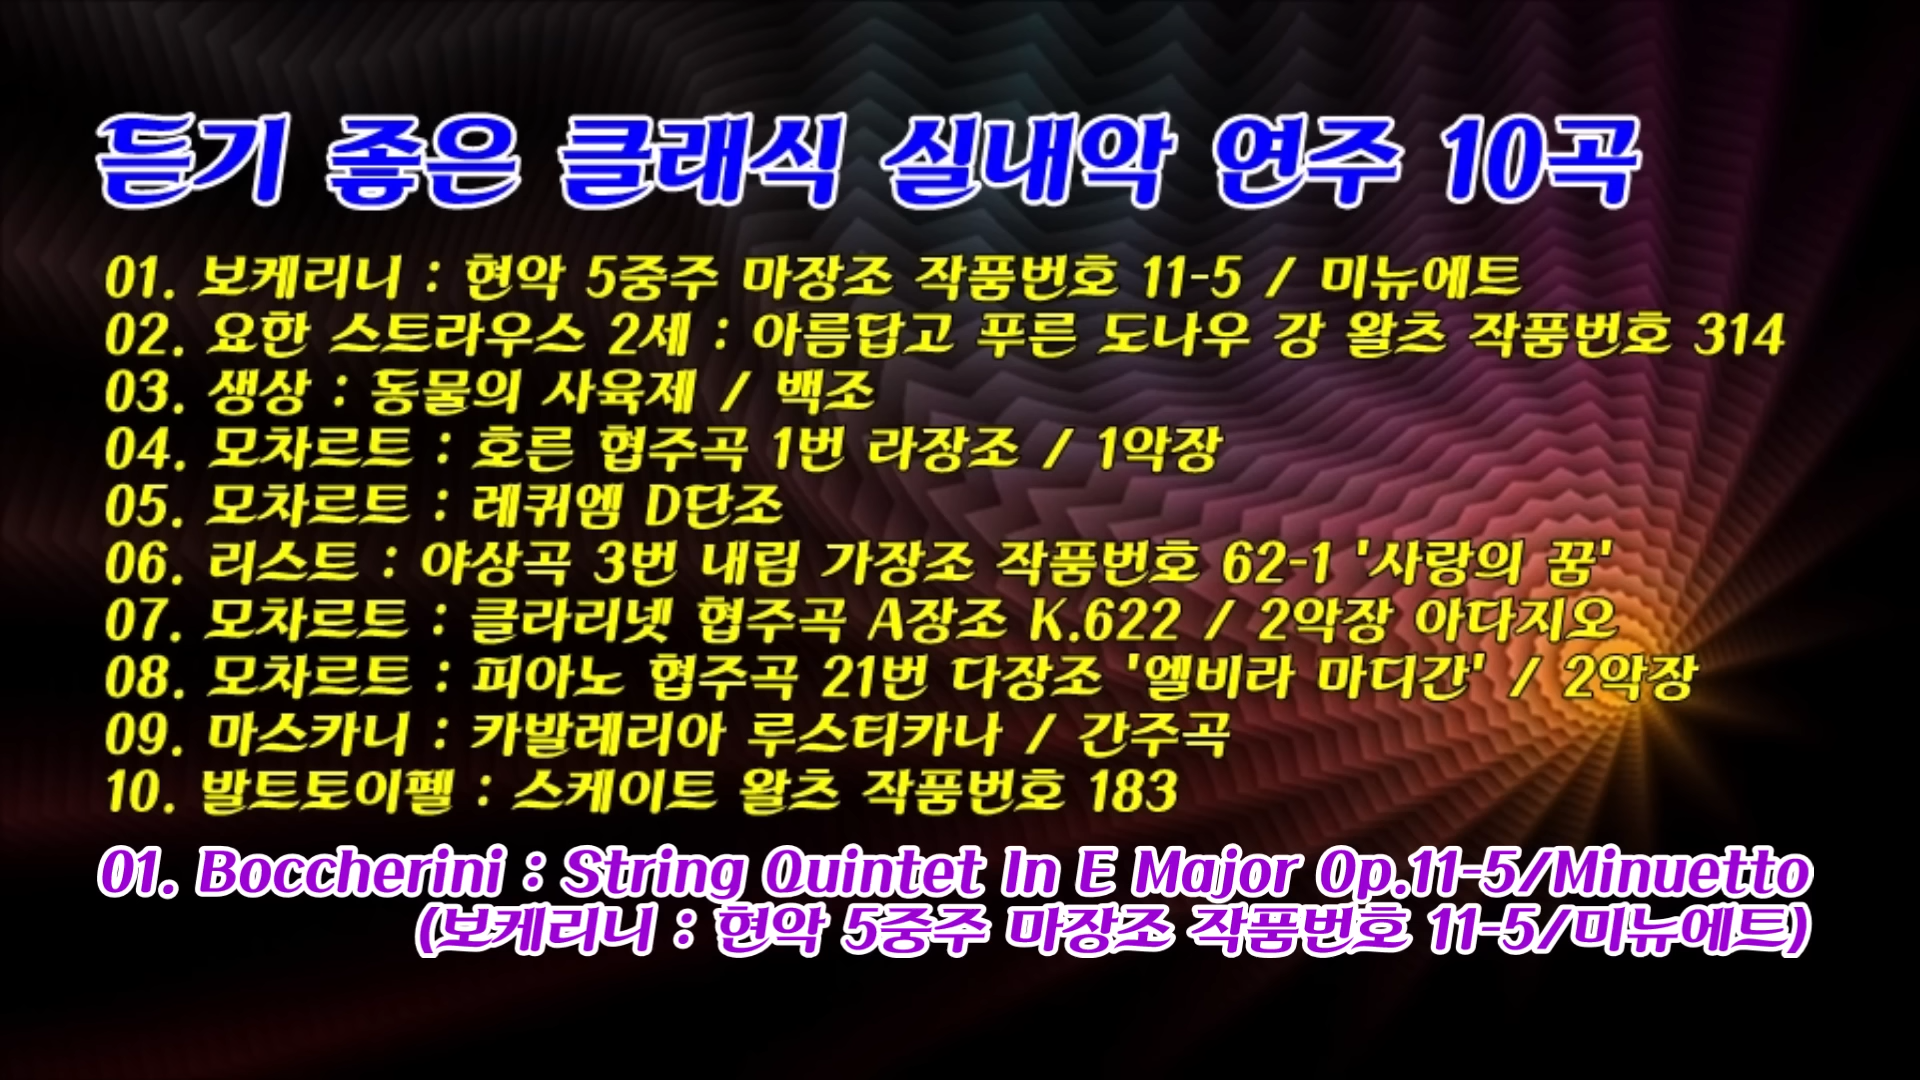 듣기 좋은 클래식 실내악 연주 10곡
01. 보케리니 : 현악 5중주 마장조 작품번호 11-5 / 미뉴에트
02. 요한 스트라우스 2세 : 아름답고 푸른 도나우 강 왈츠 작품번호 314
03. 생상 : 동물의 사육제 / 백조
04. 모차르트 : 호른 협주곡 1번 라장조 / 1악장
05. 모차르트 : 레퀴엠 D단조
06. 리스트 : 야상곡 3번 내림 가장조 작품번호 62-1 '사랑의 꿈'
07. 모차르트 : 클라리넷 협주곡 A장조 K.622 / 2악장 아다지오
08. 모차르트 : 피아노 협주곡 21번 다장조 '엘비라 마디간' / 2악장
09. 마스카니 : 카발레리아 루스티카나 / 간주곡
10. 발트토이펠 : 스케이트 왈츠 작품번호 183
01. Boccherini : String Quintet In E Major Op.11-5/Minuetto
(보케리니 : 현악 5중주 마장조 작품번호 11-5/미뉴에트)